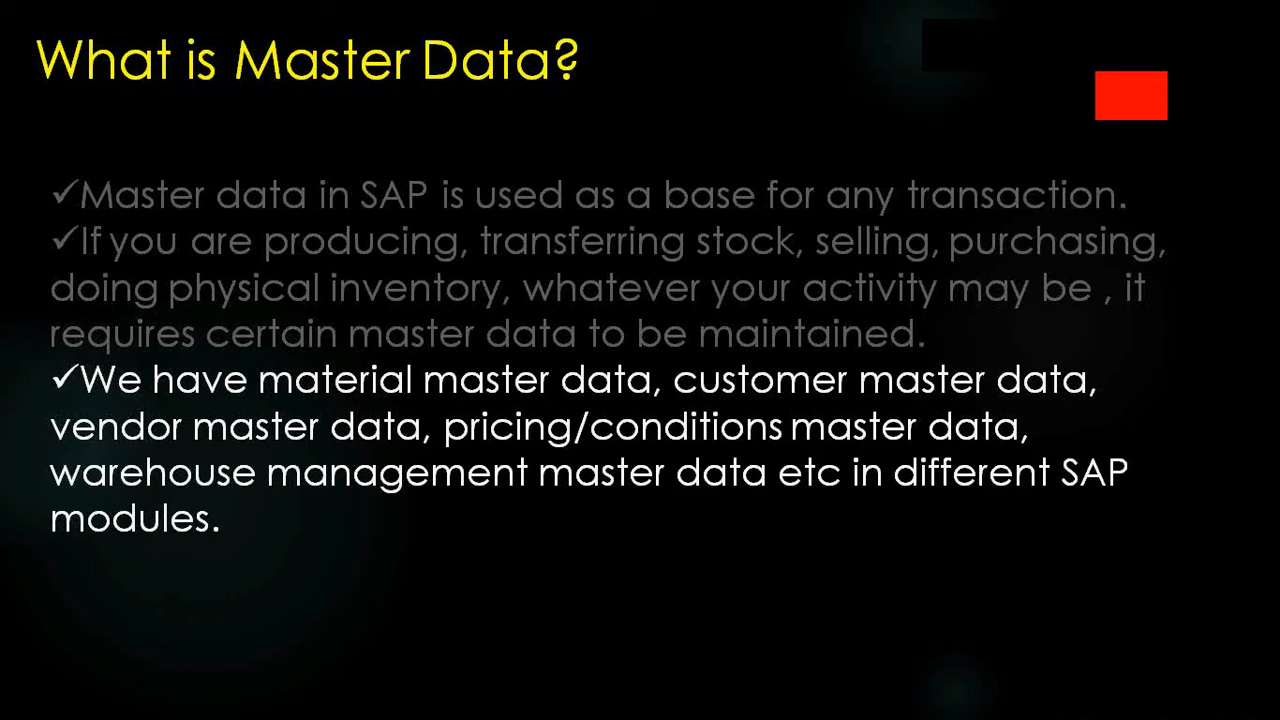 What is Master Data?
✓Master data in SAP is used as a base for any transaction.
✓If you are producing, transferring stock, selling, purchasing,
doing physical inventory, whatever your activity may be , it
requires certain master data to be maintained.
✓We have material master data, customer master data,
vendor master data, pricing/conditions master data,
warehouse management master data etc in different SAP
modules.